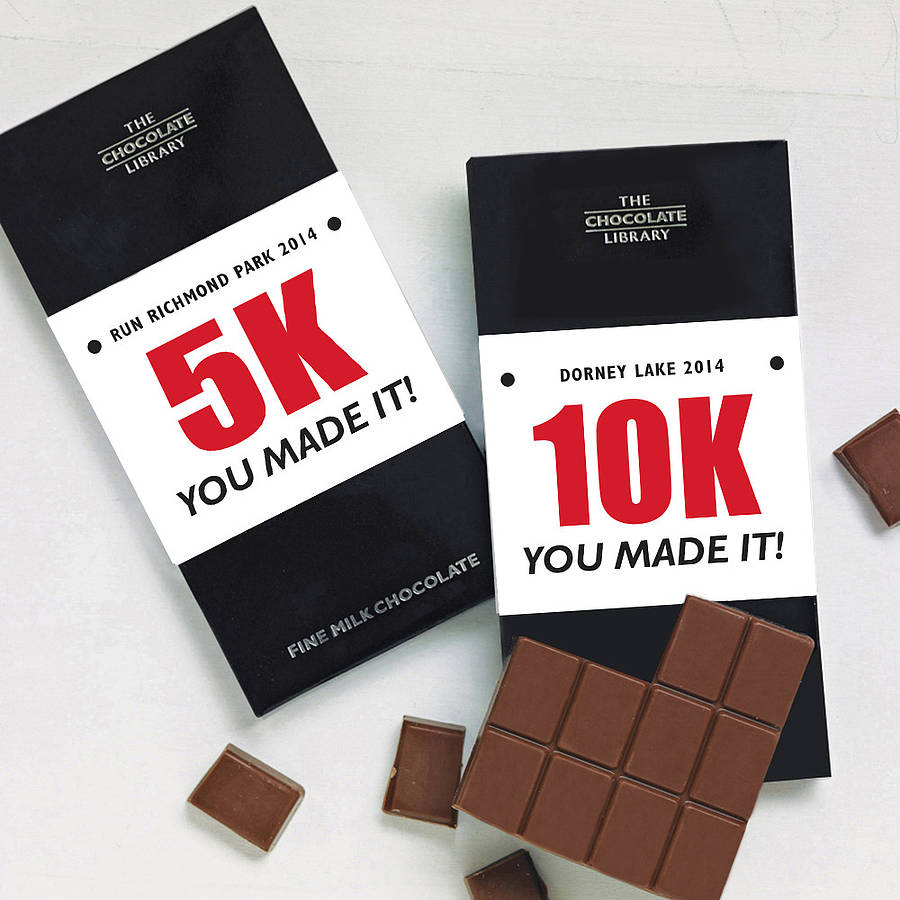 THE
CHOCOLATE
LIBRARY
RUN RICHMOND PARK 2014
5K
YOU MADE IT!
FINE MILK CHOCOLATE
THE
CHOCOLATE
LIBRARY
DORNEY LAKE 2014
10K
YOU MADE IT!